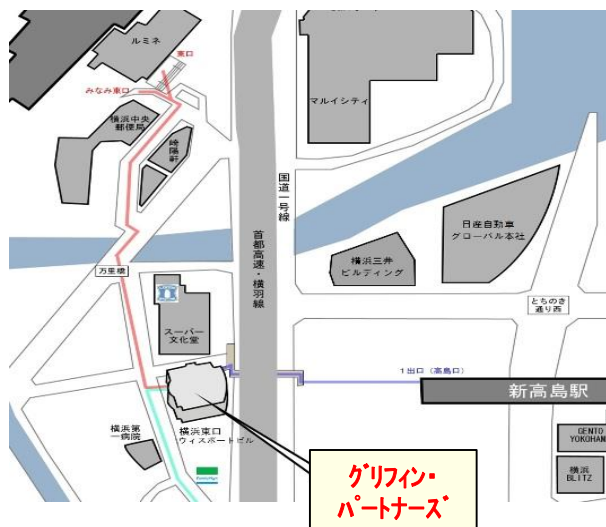 ルミネ
東口
みなみ東口
横浜中央
郵便局
崎陽
軒
マルイシティ
国道一号線
首都高速・横羽線
日産自動車
グローバル本社
横浜三井
ビルディング
万里橋
とちのき
通り西
スーパー
文化堂
1出口（高島口）
新高島駅
横浜第
一病院
横浜東口
ウィスポートビル
GENTO
YOKOHAN
横浜
BLITZ
グリフィン・
パートナーズ